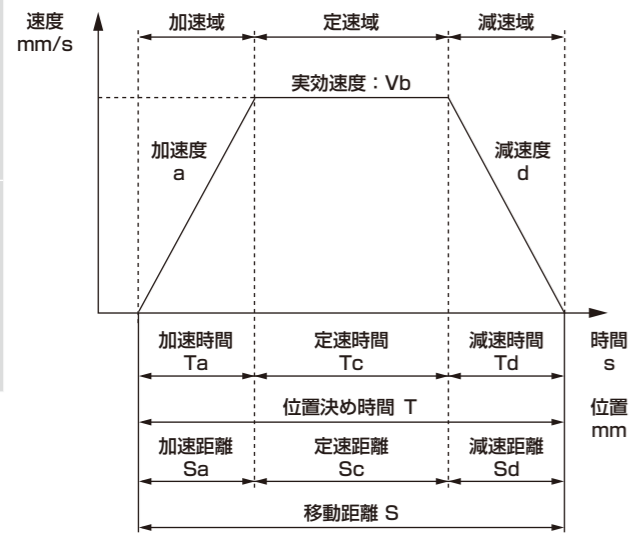 速度
mm/s
加速域
定速域
減速域
実効速度：Vb
加速度
a
減速度
d
加速時間
Ta
定速時間
Tc
減速時間
Td
時間
s
位置決め時間 T
位置
mm
加速距離
Sa
定速距離
Sc
減速距離
Sd
移動距離 S